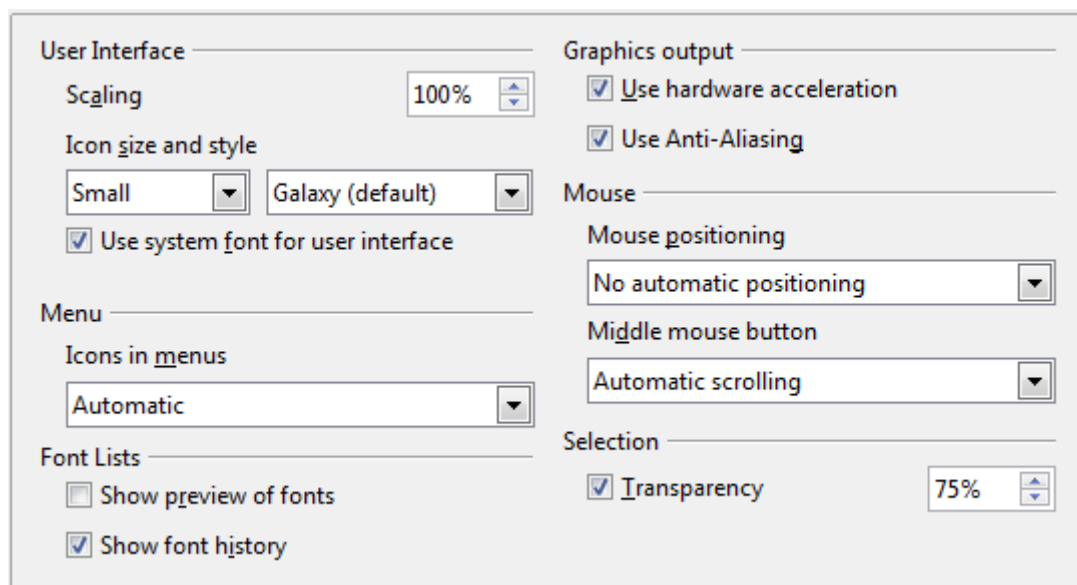 User Interface
Scaling 100%
Icon size and style
Small Galaxy (default)
Use system font for user interface
Menu
Icons in menus
Automatic
Font Lists
Show preview of fonts
Show font history
Graphics output
Use hardware acceleration
Use Anti-Aliasing
Mouse
Mouse positioning
No automatic positioning
Middle mouse button
Automatic scrolling
Selection
Transparency 75%